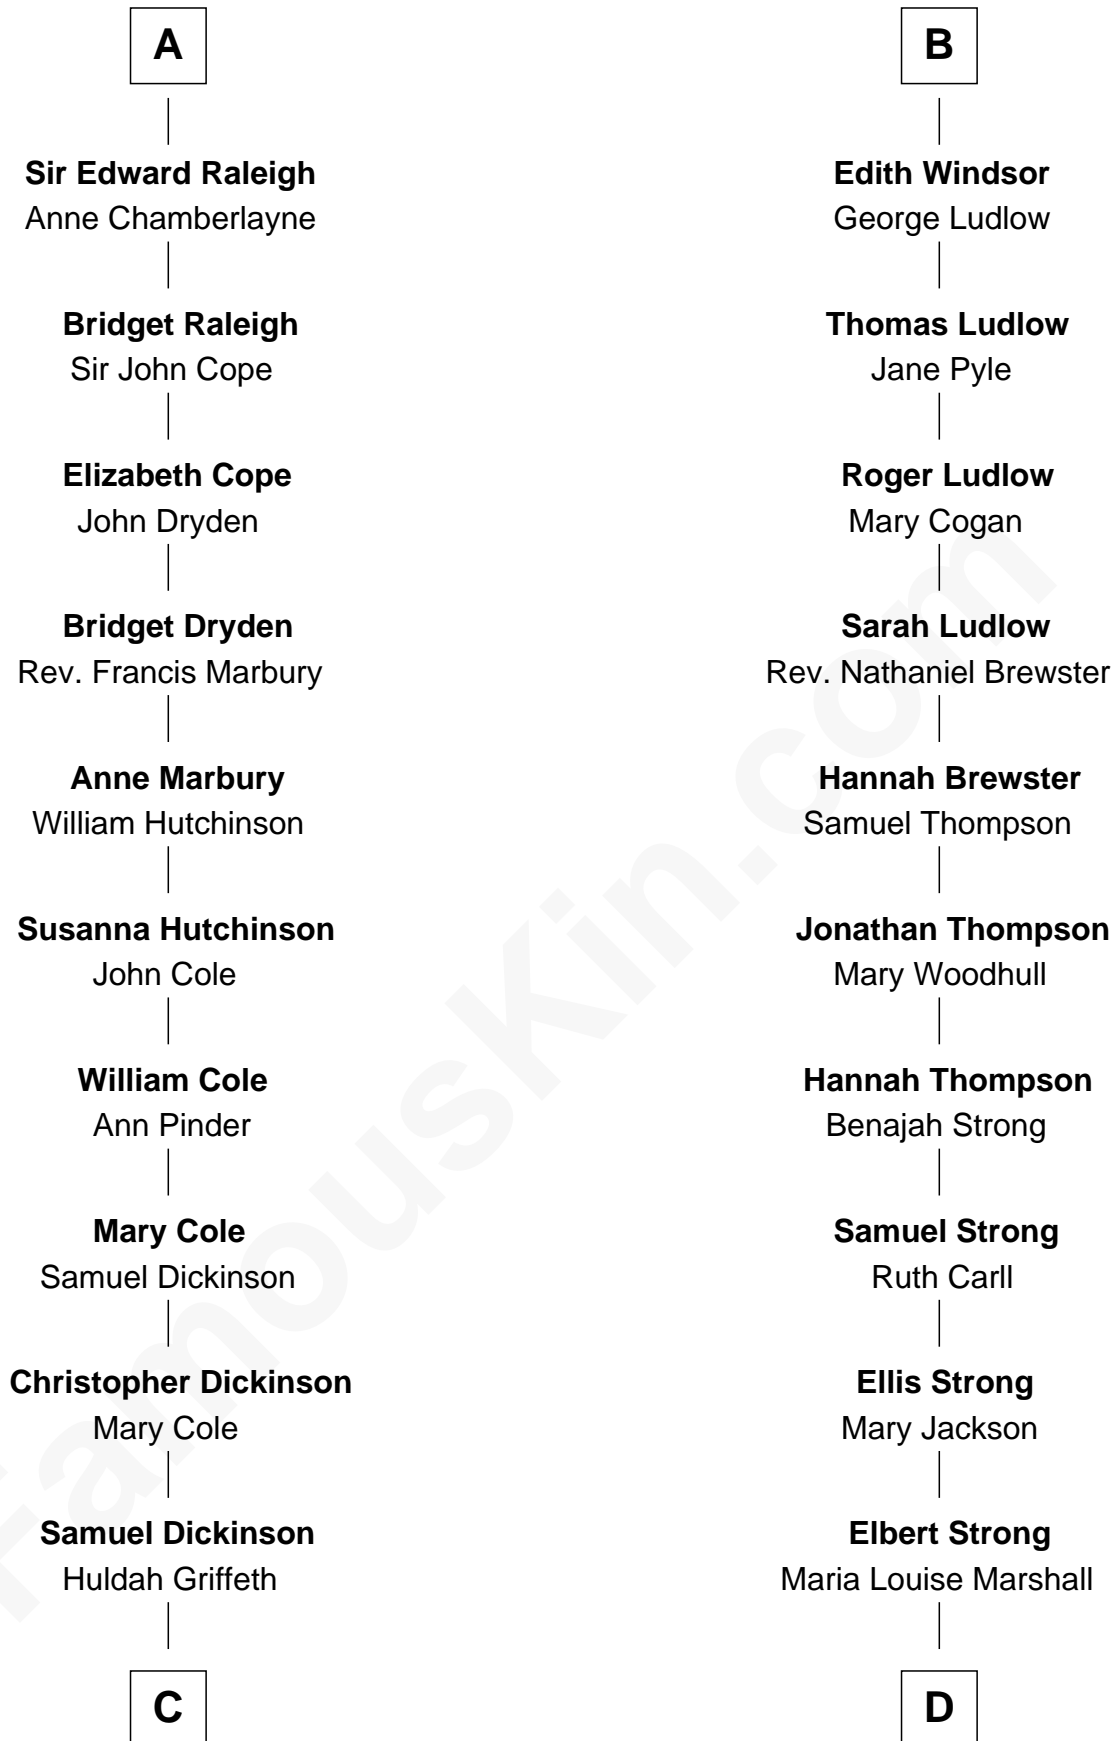 A
Sir Edward Raleigh
Anne Chamberlayne
Bridget Raleigh
Sir John Cope
Elizabeth Cope
John Dryden
Bridget Dryden
Rev. Francis Marbury
Anne Marbury
William Hutchinson
Susanna Hutchinson
John Cole
William Cole
Ann Pinder
Mary Cole
Samuel Dickinson
Christopher Dickinson
Mary Cole
Samuel Dickinson
Huldah Griffeth
C
B
Edith Windsor
George Ludlow
Thomas Ludlow
Jane Pyle
Roger Ludlow
Mary Cogan
Sarah Ludlow
Rev. Nathaniel Brewster
Hannah Brewster
Samuel Thompson
Jonathan Thompson
Mary Woodhull
Hannah Thompson
Benajah Strong
Samuel Strong
Ruth Carll
Ellis Strong
Mary Jackson
Elbert Strong
Maria Louise Marshall
D
FamousKin.com